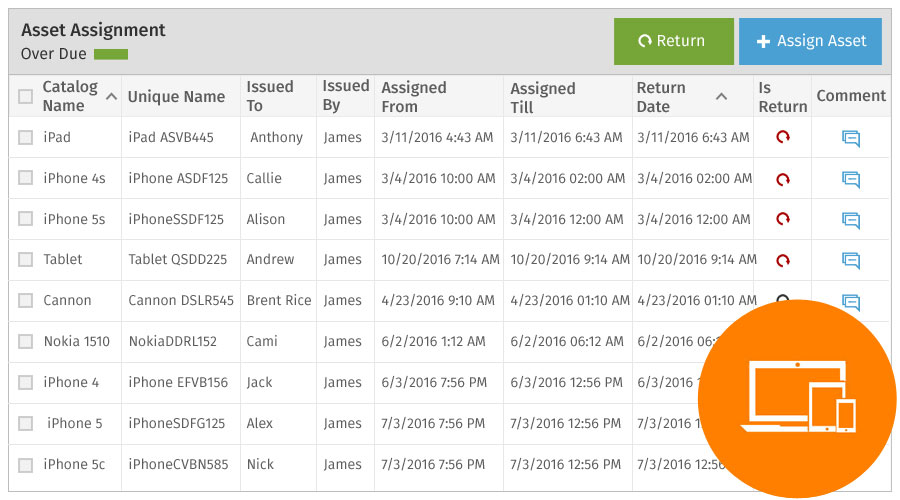 Asset Assignment
Over Due
Return
Assign Asset
Catalog Name Unique Name Issued To Issued By Assigned From Assigned Till Return Date Is Return Comment
iPad iPad ASVB445 Anthony James 3/11/2016 4:43 AM 3/11/2016 6:43 AM 3/11/2016 6:43 AM
iPhone 4s iPhone ASDF125 Callie James 3/4/2016 10:00 AM 3/4/2016 02:00 AM 3/4/2016 02:00 AM
iPhone 5s iPhoneSSDF125 Alison James 3/4/2016 10:00 AM 3/4/2016 12:00 AM 3/4/2016 12:00 AM
Tablet Tablet QSDD225 Andrew James 10/20/2016 7:14 AM 10/20/2016 9:14 AM 10/20/2016 9:14 AM
Cannon Cannon DSLR545 Brent Rice James 4/23/2016 9:10 AM 4/23/2016 01:10 AM 4/23/2016 01:10 AM
Nokia 1510 NokiaDDRL152 Cami James 6/2/2016 1:12 AM 6/2/2016 06:12 AM 6/2/2016
iPhone 4 iPhone EFVB156 Jack James 6/3/2016 7:56 PM 6/3/2016 12:56 PM 6/3/2016
iPhone 5 iPhoneSDFG125 Alex James 7/3/2016 7:56 PM 7/3/2016 12:56 PM 7/3/2016
iPhone 5c iPhoneCVBN585 Nick James 7/3/2016 7:56 PM 7/3/2016 12:56 PM 7/3/2016 12:56